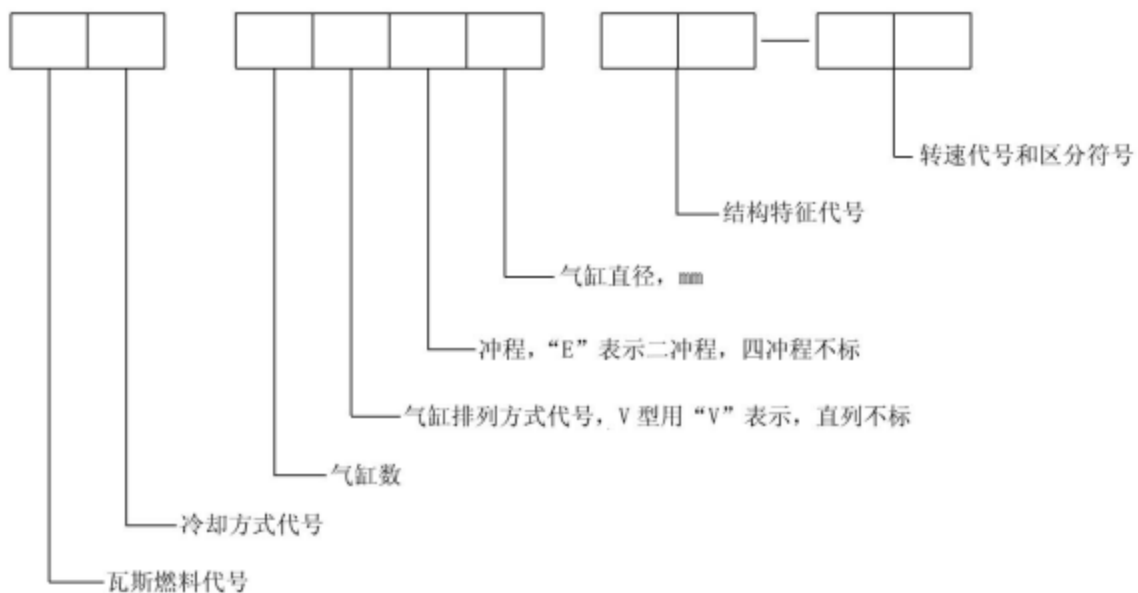 转速代号和区分符号
结构特征代号
气缸直径，mm
冲程，“E”表示二冲程，四冲程不标
气缸排列方式代号，V 型用“V”表示，直列不标
气缸数
冷却方式代号
瓦斯燃料代号